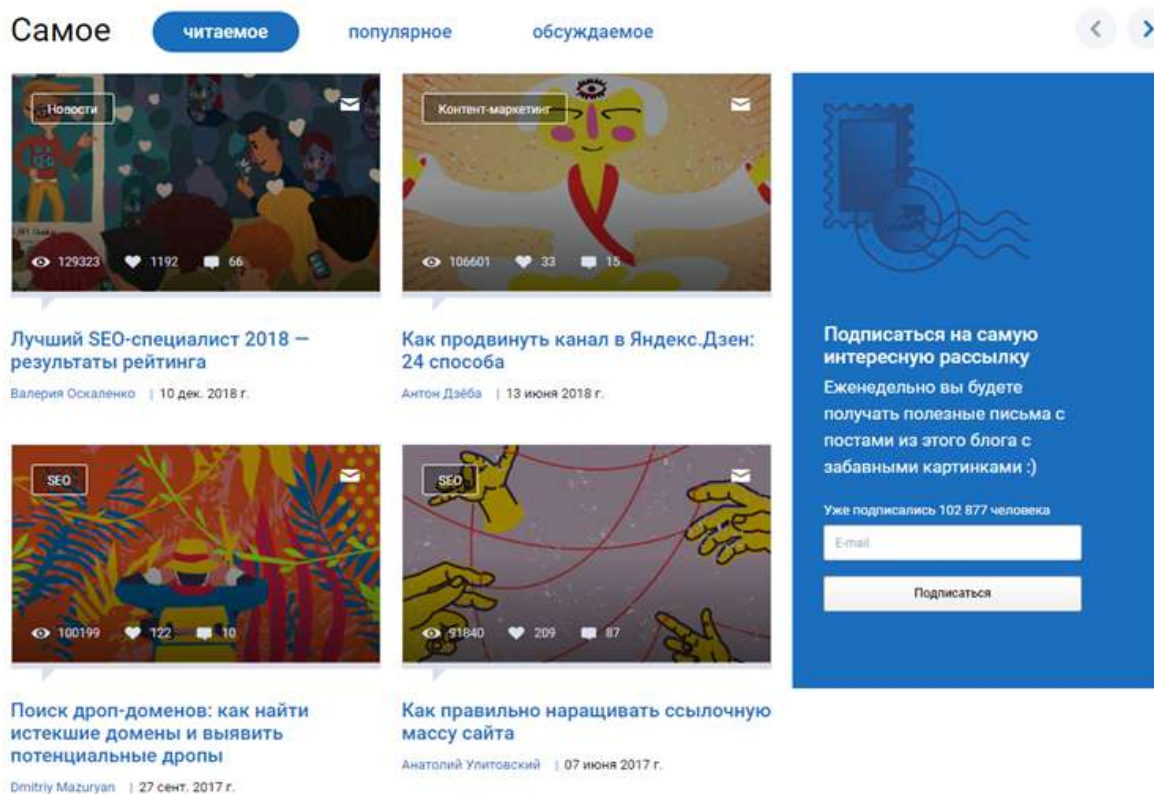 Самое
читаемое
популярное
обсуждаемое
Новости
129323 1192 66
Лучший SEO-специалист 2018 —
результаты рейтинга
Валерия Оскаленко | 10 дек. 2018 г.
Контент-маркетинг
106601 33 15
Как продвинуть канал в Яндекс.Дзен:
24 способа
Антон Дзёба | 13 июня 2018 г.
SEO
100199 122 10
Поиск дроп-доменов: как найти
истекшие домены и выявить
потенциальные дропы
Dmitriy Mazuryan | 27 сент. 2017 г.
SEO
91840 209 87
Как правильно наращивать ссылочную
массу сайта
Анатолий Улитовский | 07 июня 2017 г.
Подписаться на самую
интересную рассылку
Еженедельно вы будете
получать полезные письма с
постами из этого блога с
забавными картинками :)
Уже подписались 102 877 человека
E-mail
Подписаться